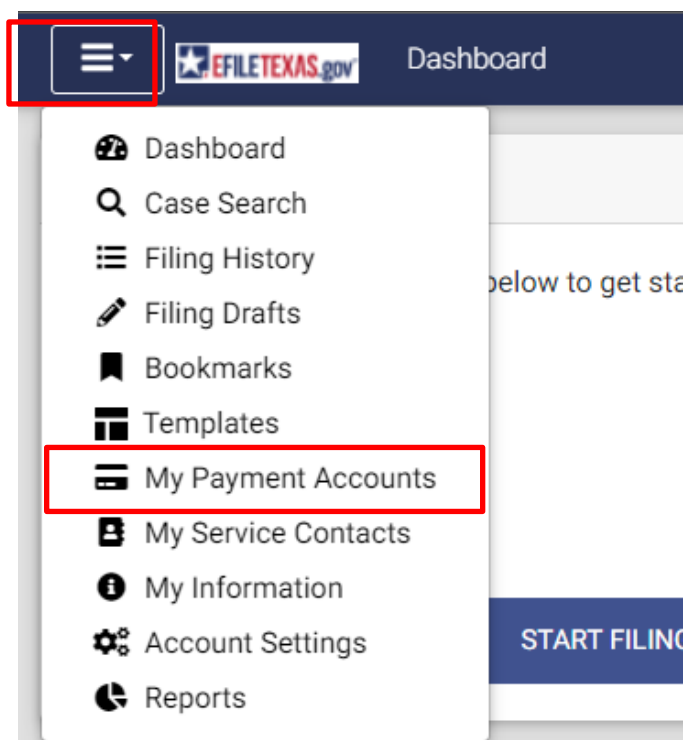 EFILETEXAS.gov Dashboard
Dashboard
Case Search
Filing History
below to get sta
Filing Drafts
Bookmarks
Templates
My Payment Accounts
My Service Contacts
My Information
Account Settings
START FILING
Reports